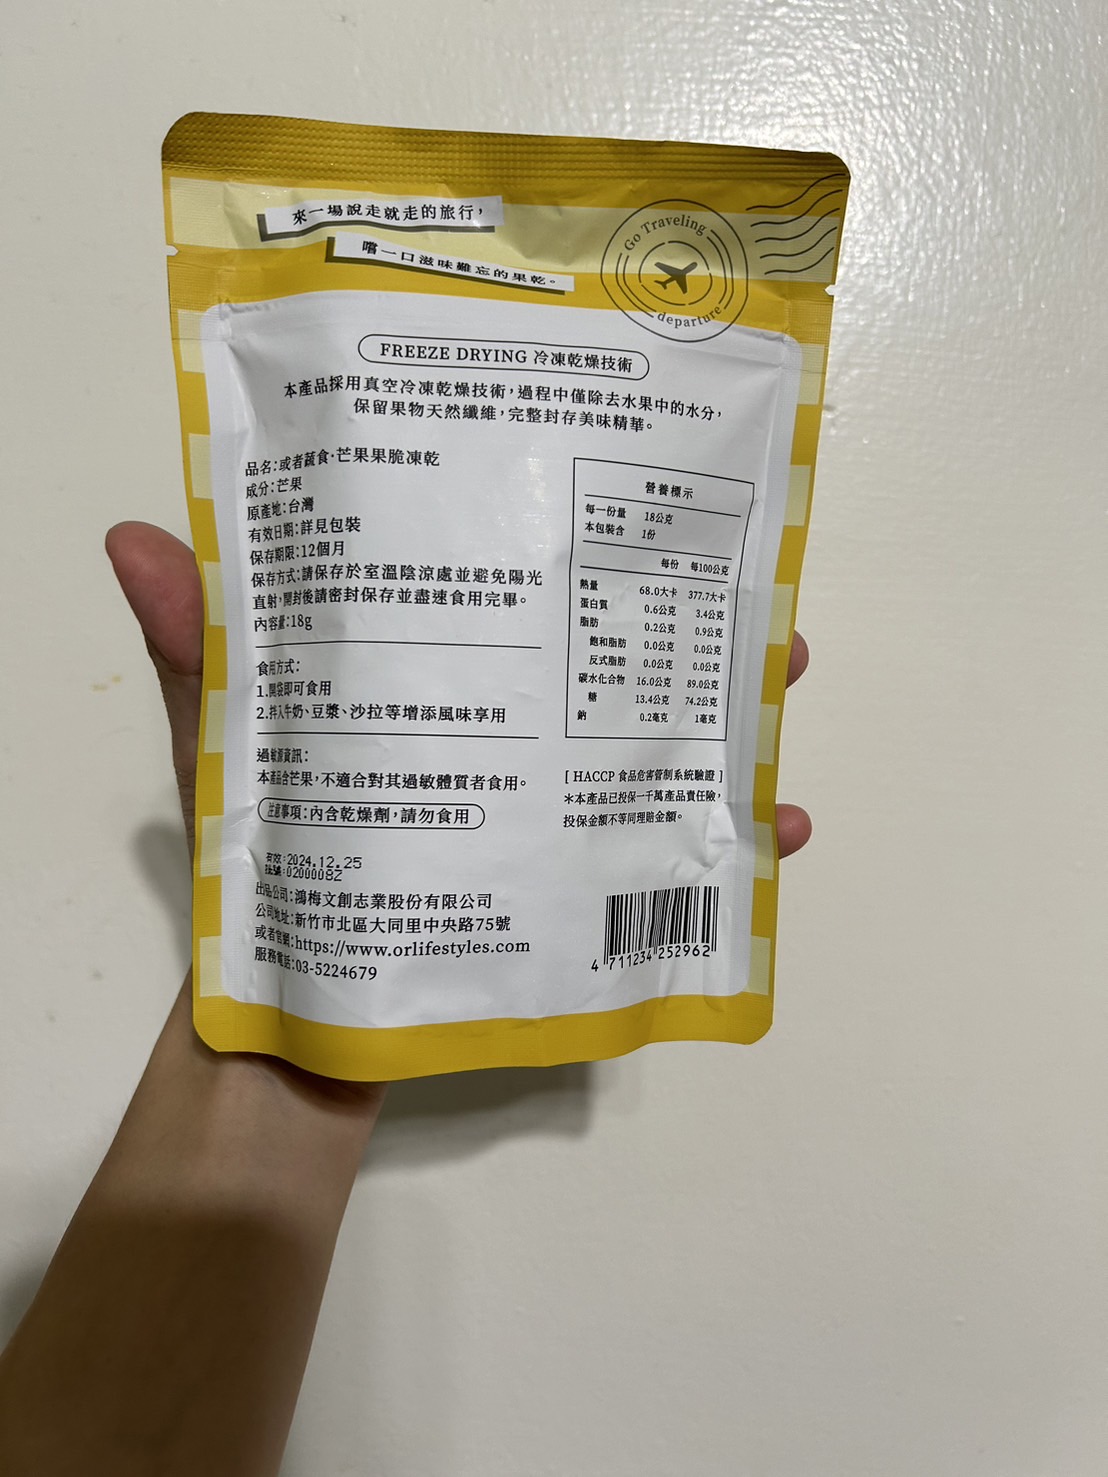 來一場說走就走的旅行，
嚐一口滋味難忘的果乾。
Go Traveling
departure
FREEZE DRYING 冷凍乾燥技術
本產品採用真空冷凍乾燥技術，過程中僅除去水果中的水分，
保留果物天然纖維，完整封存美味精華。
品名：或者蔬食·芒果果脆凍乾
成分：芒果
原產地：台灣
有效日期：詳見包裝
保存期限：12個月
保存方式：請保存於室溫陰涼處並避免陽光
直射，開封後請密封保存並盡速食用完畢。
內容量：18g
食用方式：
1.開袋即可食用
2.拌入牛奶、豆漿、沙拉等增添風味享用
過敏源資訊：
本產品含芒果，不適合對其過敏體質者食用。
注意事項：內含乾燥劑，請勿食用
有效：2024.12.25
批號：0200008Z
出品公司：鴻梅文創志業股份有限公司
公司地址：新竹市北區大同里中央路75號
或者官網：https://www.orlifestyles.com
服務電話：03-5224679
營養標示
每一份量 18公克
本包裝含 1份
每份 每100公克
熱量 68.0大卡 377.7大卡
蛋白質 0.6公克 3.4公克
脂肪 0.2公克 0.9公克
飽和脂肪 0.0公克 0.0公克
反式脂肪 0.0公克 0.0公克
碳水化合物 16.0公克 89.0公克
糖 13.4公克 74.2公克
鈉 0.2毫克 1毫克
[ HACCP 食品危害管制系統驗證 ]
＊本產品已投保一千萬產品責任險，
投保金額不等同理賠金額。
4 711234 252962